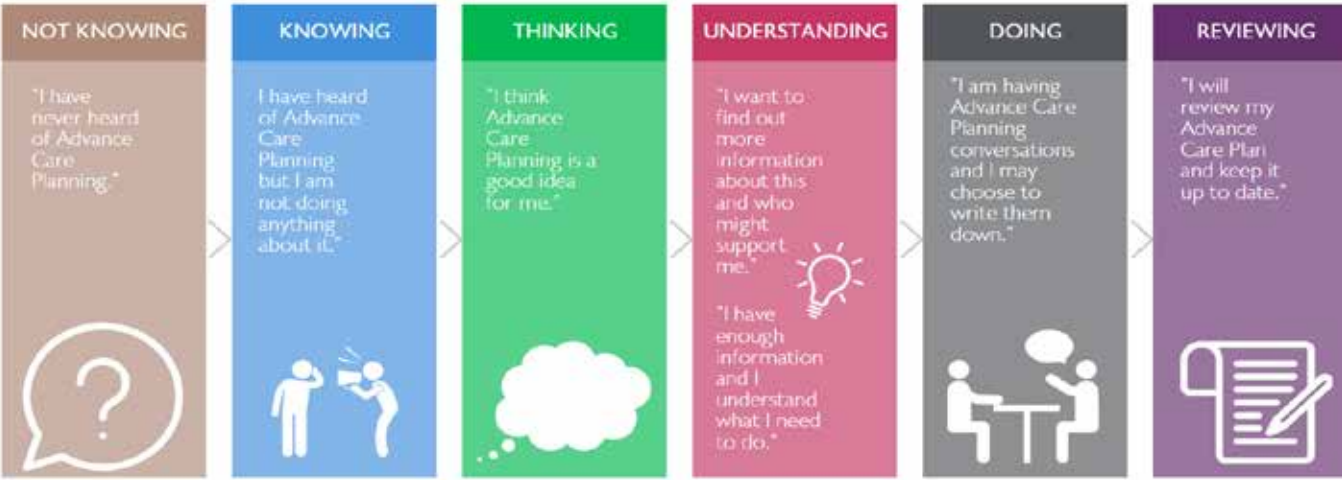 NOT KNOWING
"I have
never heard
of Advance
Care
Planning."
KNOWING
I have heard
of Advance
Care
Planning
but I am
not doing
anything
about it."
THINKING
"I think
Advance
Care
Planning is a
good idea
for me."
UNDERSTANDING
"I want to
find out
more
information
about this
and who
might
support
me."
"I have
enough
information
and I
understand
what I need
to do."
DOING
"I am having
Advance Care
Planning
conversations
and I may
choose to
write them
down."
REVIEWING
"I will
review my
Advance
Care Plan
and keep it
up to date."